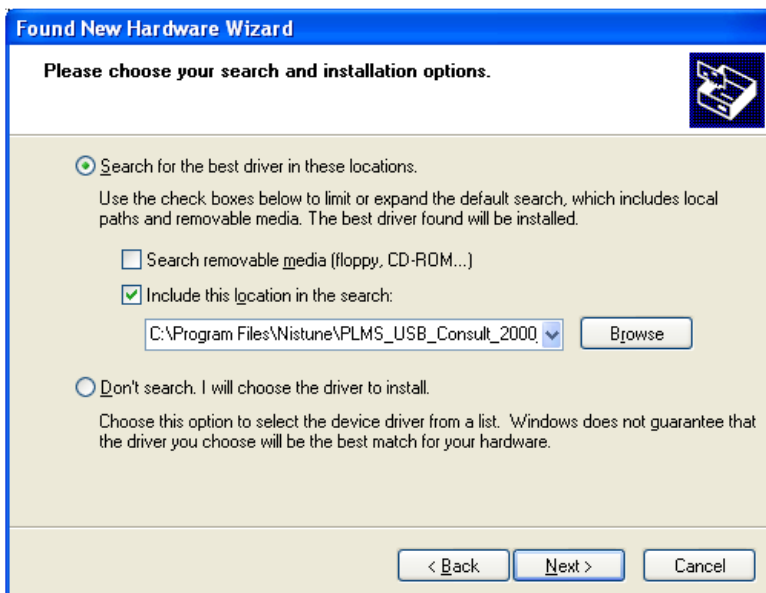 Found New Hardware Wizard
Please choose your search and installation options.
Search for the best driver in these locations.
Use the check boxes below to limit or expand the default search, which includes local
paths and removable media. The best driver found will be installed.
Search removable media (floppy, CD-ROM...)
Include this location in the search:
C:\Program Files\Nistune\PLMS_USB_Consult_2000_
Browse
Don't search. I will choose the driver to install.
Choose this option to select the device driver from a list. Windows does not guarantee that
the driver you choose will be the best match for your hardware.
< Back
Next >
Cancel